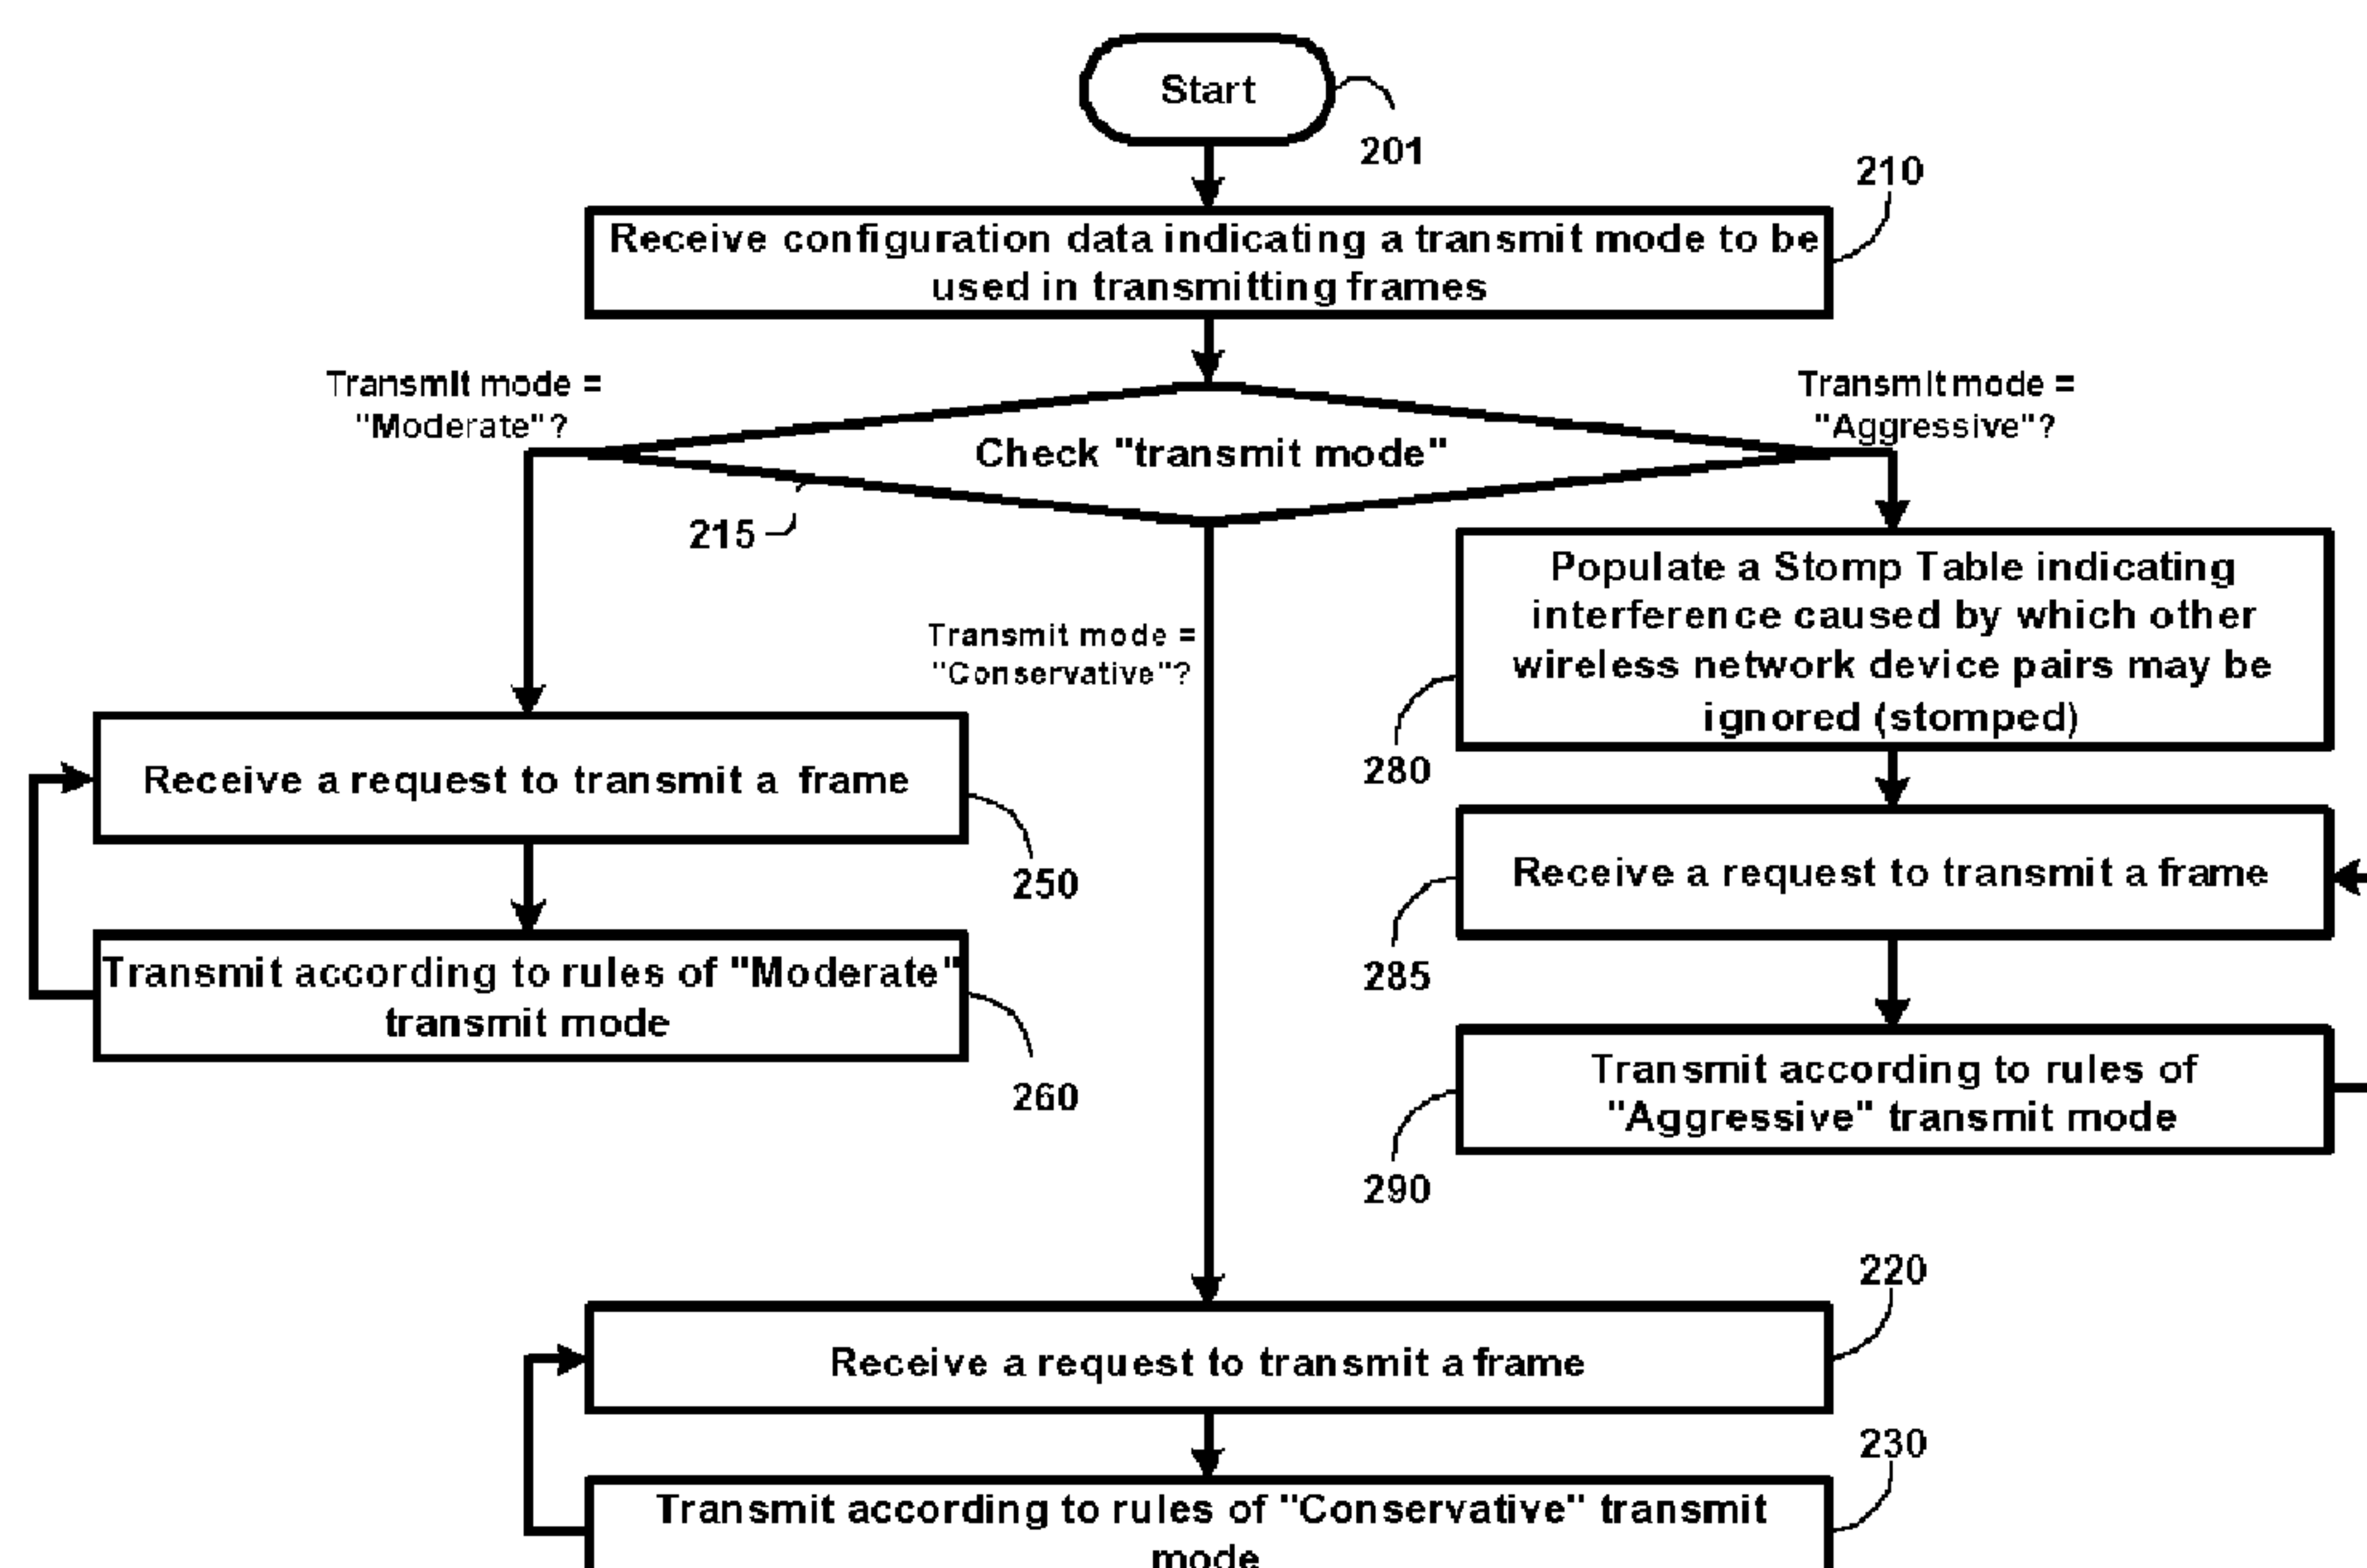 Start
201
210
Receive configuration data indicating a transmit mode to be
used in transmitting frames
Transmit mode =
"Moderate"?
Transmit mode =
"Aggressive"?
Check "transmit mode"
215
Transmit mode =
"Conservative"?
Populate a Stomp Table indicating
interference caused by which other
wireless network device pairs may be
ignored (stomped)
280
Receive a request to transmit a frame
250
Receive a request to transmit a frame
285
Transmit according to rules of "Moderate"
transmit mode
260
Transmit according to rules of
"Aggressive" transmit mode
290
220
Receive a request to transmit a frame
230
Transmit according to rules of "Conservative" transmit
mode